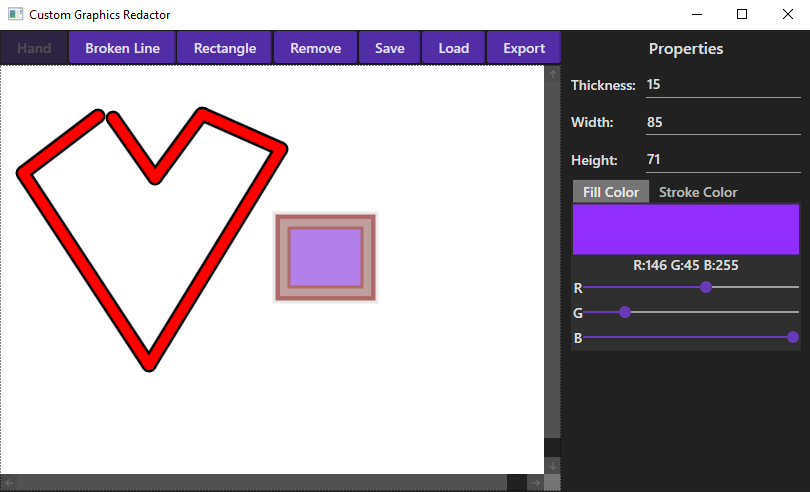 Custom Graphics Redactor
Hand Broken Line Rectangle Remove Save Load Export
Properties
Thickness: 15
Width: 85
Height: 71
Fill Color Stroke Color
R:146 G:45 B:255
R
G
B